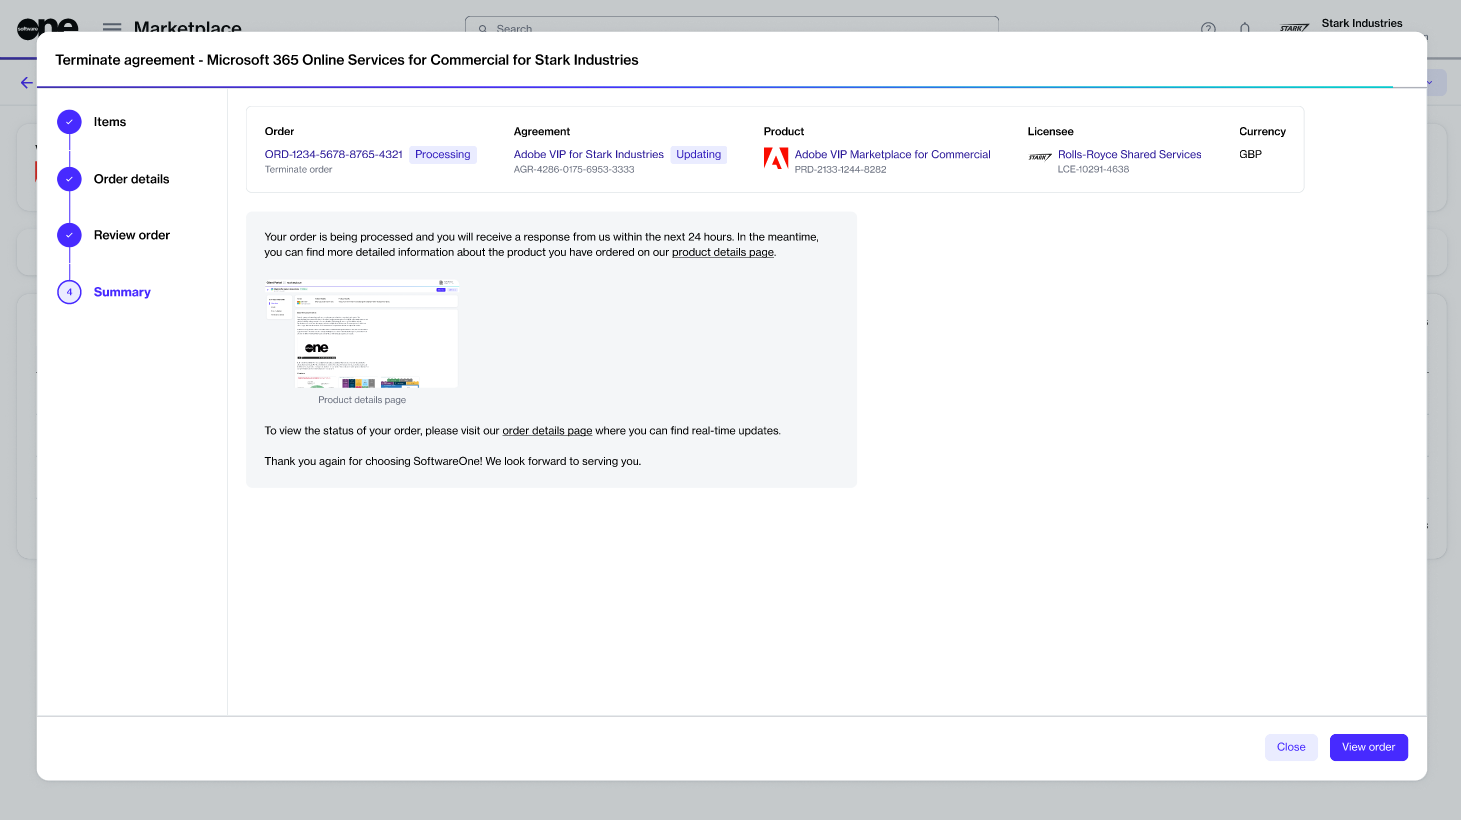 software one
Marketplace
Search
Stark Industries
STARK
Terminate agreement - Microsoft 365 Online Services for Commercial for Stark Industries
Items
Order details
Review order
4
Summary
Order
ORD-1234-5678-8765-4321
Processing
Terminate order
Agreement
Adobe VIP for Stark Industries
Updating
AGR-4286-0175-6953-3333
Product
Adobe VIP Marketplace for Commercial
PRD-2133-1244-8282
Licensee
STARK
Rolls-Royce Shared Services
LCE-10291-4638
Currency
GBP
Your order is being processed and you will receive a response from us within the next 24 hours. In the meantime,
you can find more detailed information about the product you have ordered on our product details page.
one
Product details page
To view the status of your order, please visit our order details page where you can find real-time updates.
Thank you again for choosing SoftwareOne! We look forward to serving you.
Close
View order